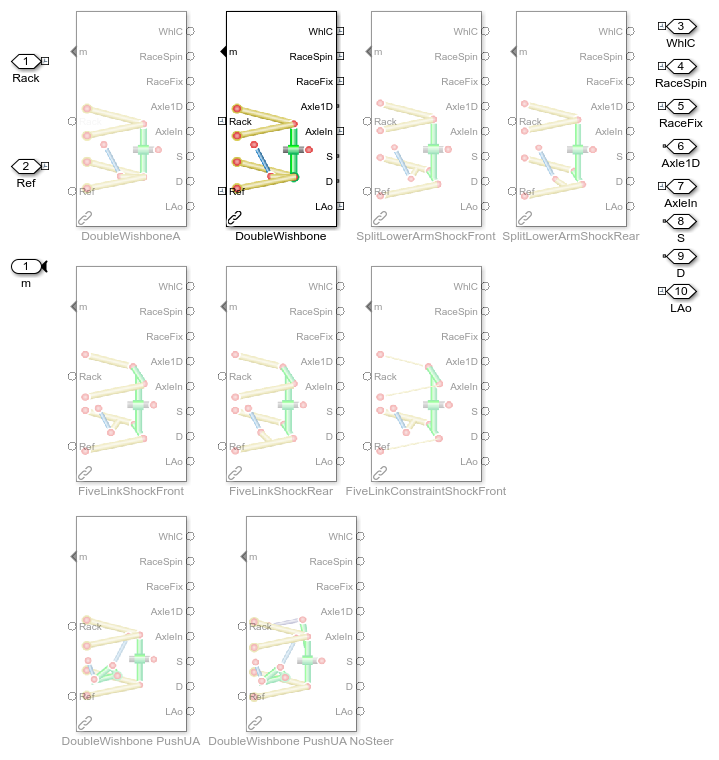 1
Rack
2
Ref
1
m
m
WhlC
RaceSpin
RaceFix
Axle1D
AxleIn
S
D
Ref
LAo
DoubleWishboneA
m
WhlC
RaceSpin
RaceFix
Axle1D
Rack
AxleIn
S
D
Ref
LAo
DoubleWishbone
m
WhlC
RaceSpin
RaceFix
Axle1D
Rack
AxleIn
S
D
Ref
LAo
SplitLowerArmShockFront
WhlC
RaceSpin
RaceFix
Axle1D
AxleIn
S
D
Ref
LAo
SplitLowerArmShockRear
3
WhlC
4
RaceSpin
5
RaceFix
6
Axle1D
7
AxleIn
8
S
9
D
10
LAo
m
WhlC
RaceSpin
RaceFix
Axle1D
Rack
AxleIn
S
D
Ref
LAo
FiveLinkShockFront
m
WhlC
RaceSpin
RaceFix
Axle1D
Rack
AxleIn
S
D
Ref
LAo
FiveLinkShockRear
m
WhlC
RaceSpin
RaceFix
Axle1D
Rack
AxleIn
S
D
Ref
LAo
FiveLinkConstraintShockFront
m
WhlC
RaceSpin
RaceFix
Axle1D
Rack
AxleIn
S
D
Ref
LAo
DoubleWishbone PushUA
m
WhlC
RaceSpin
RaceFix
Axle1D
Rack
AxleIn
S
D
Ref
LAo
DoubleWishbone PushUA NoSteer